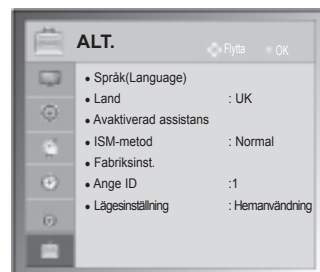 ALT.
Flytta OK
• Språk(Language)
• Land : UK
• Avaktiverad assistans
• ISM-metod : Normal
• Fabriksinst.
• Ange ID :1
• Lägesinställning : Hemanvändning